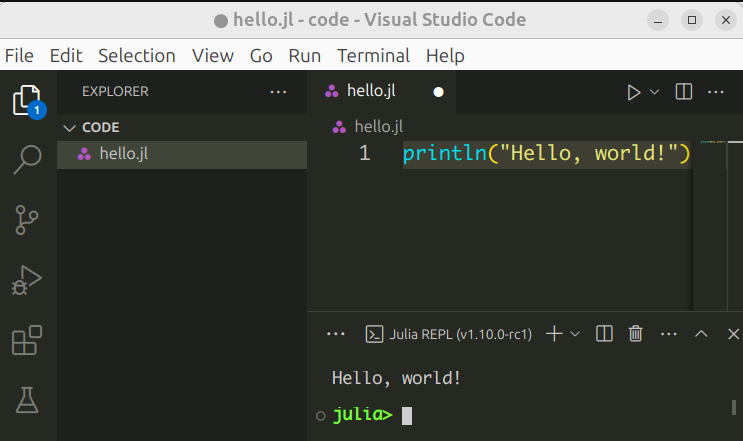 hello.jl - code - Visual Studio Code
File Edit Selection View Go Run Terminal Help
1
EXPLORER
CODE
hello.jl
hello.jl
hello.jl
1 println("Hello, world!")
Julia REPL (v1.10.0-rc1)
Hello, world!
julia>